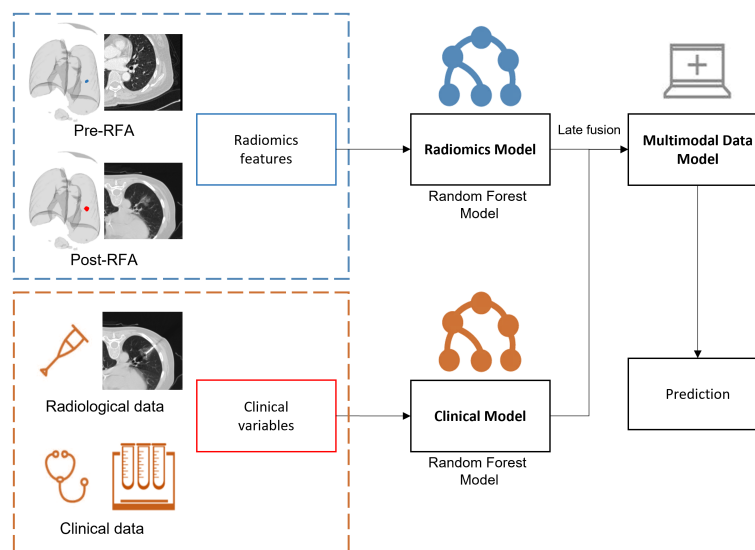 Pre-RFA
Post-RFA
Radiomics
features
Radiomics Model
Random Forest
Model
Late fusion
Multimodal Data
Model
Radiological data
Clinical data
Clinical
variables
Clinical Model
Random Forest
Model
Prediction